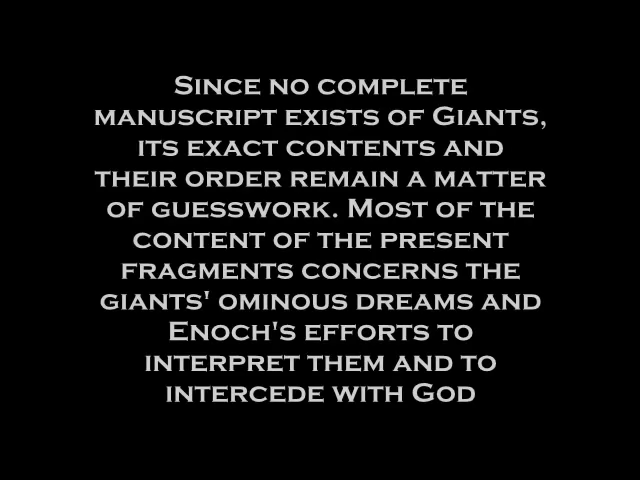 Since no complete
manuscript exists of Giants,
its exact contents and
their order remain a matter
of guesswork. Most of the
content of the present
fragments concerns the
giants' ominous dreams and
Enoch's efforts to
interpret them and to
intercede with God